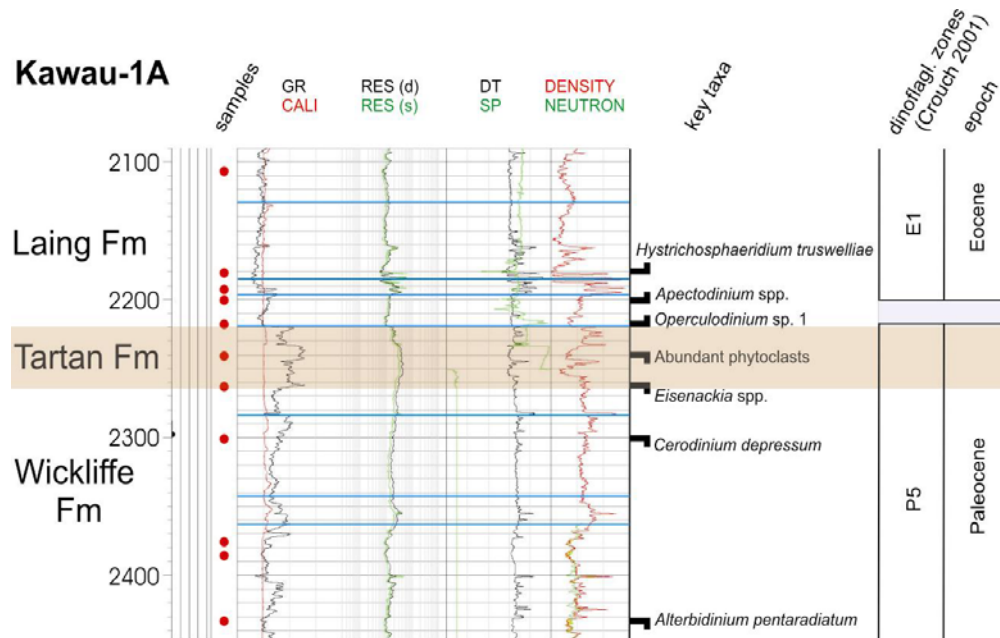 Kawau-1A
samples
GR
CALI
RES (d)
RES (s)
DT
SP
DENSITY
NEUTRON
key taxa
dinoflagl. zones
(Crouch 2001)
epoch
2100
Laing Fm
2200
Tartan Fm
2300
Wickliffe
Fm
2400
Hystrichosphaeridium truswelliae
Apectodinium spp.
Operculodinium sp. 1
Abundant phytoclasts
Eisenackia spp.
Cerodinium depressum
Alterbidinium pentaradiatum
E1
Eocene
P5
Paleocene